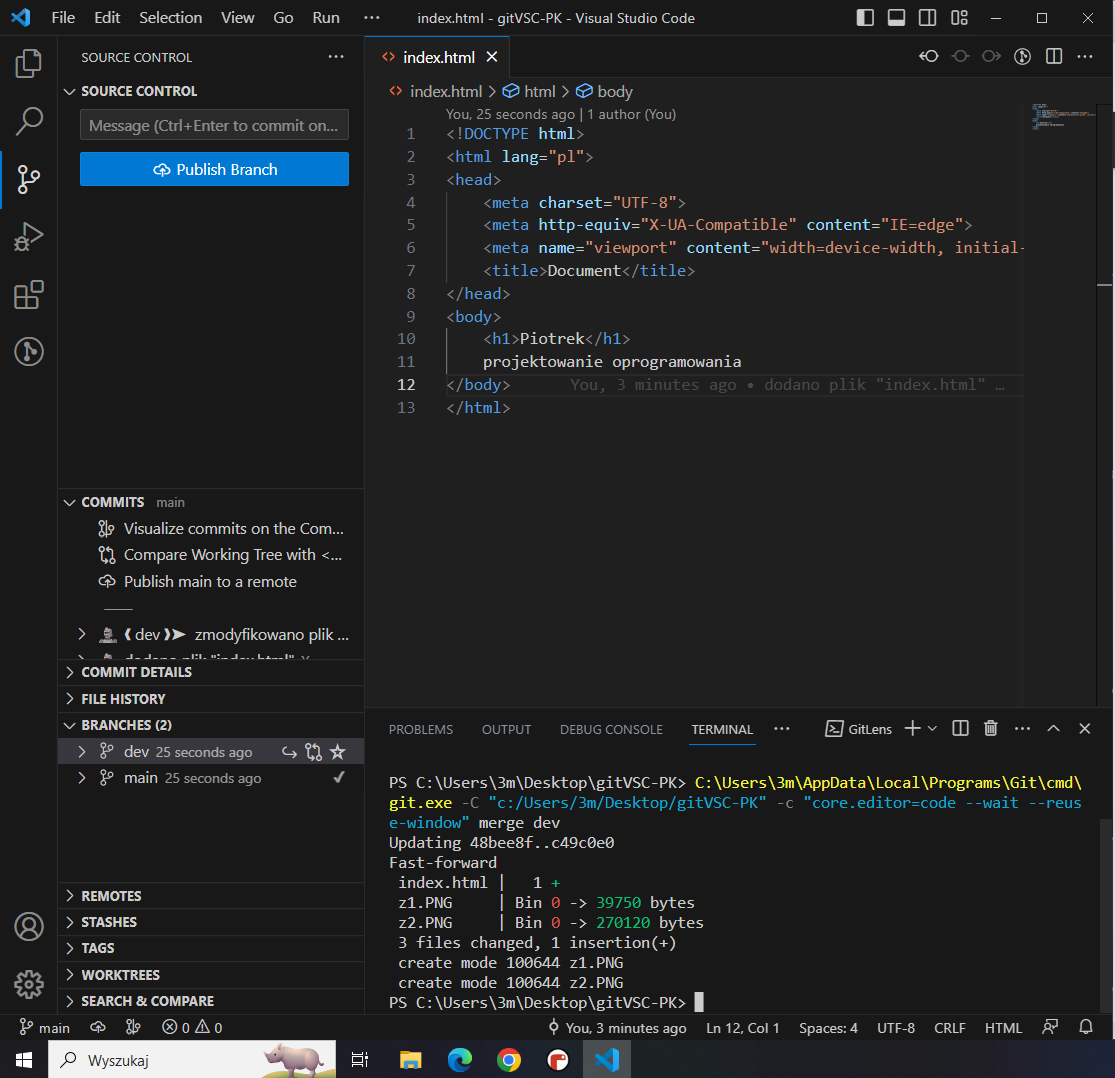 File Edit Selection View Go Run ··· index.html - gitVSC-PK - Visual Studio Code
SOURCE CONTROL ···
SOURCE CONTROL
Message (Ctrl+Enter to commit on...
Publish Branch
COMMITS main
Visualize commits on the Com...
Compare Working Tree with <...
Publish main to a remote
❨dev❩➤ zmodyfikowano plik ...
dodano plik "index.html" Y
COMMIT DETAILS
FILE HISTORY
BRANCHES (2)
dev 25 seconds ago
main 25 seconds ago ✓
REMOTES
STASHES
TAGS
WORKTREES
SEARCH & COMPARE
index.html
index.html > html > body
You, 25 seconds ago | 1 author (You)
1 <!DOCTYPE html>
2 <html lang="pl">
3 <head>
4 <meta charset="UTF-8">
5 <meta http-equiv="X-UA-Compatible" content="IE=edge">
6 <meta name="viewport" content="width=device-width, initial-
7 <title>Document</title>
8 </head>
9 <body>
10 <h1>Piotrek</h1>
11 projektowanie oprogramowania
12 </body> You, 3 minutes ago • dodano plik "index.html" …
13 </html>
PROBLEMS OUTPUT DEBUG CONSOLE TERMINAL ··· GitLens
PS C:\Users\3m\Desktop\gitVSC-PK> C:\Users\3m\AppData\Local\Programs\Git\cmd\
git.exe -C "c:/Users/3m/Desktop/gitVSC-PK" -c "core.editor=code --wait --reus
e-window" merge dev
Updating 48bee8f..c49c0e0
Fast-forward
index.html | 1 +
z1.PNG | Bin 0 -> 39750 bytes
z2.PNG | Bin 0 -> 270120 bytes
3 files changed, 1 insertion(+)
create mode 100644 z1.PNG
create mode 100644 z2.PNG
PS C:\Users\3m\Desktop\gitVSC-PK>
main 0 0 You, 3 minutes ago Ln 12, Col 1 Spaces: 4 UTF-8 CRLF HTML
Wyszukaj